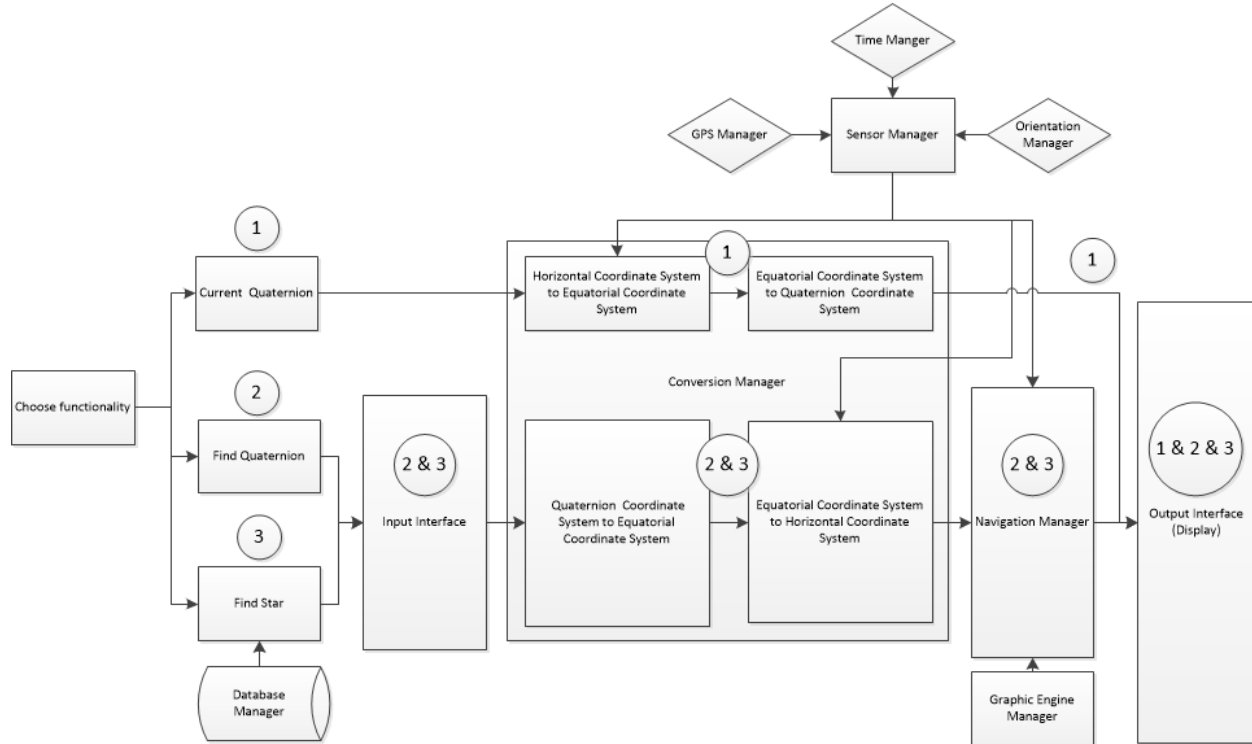 Time Manger
GPS Manager
Sensor Manager
Orientation
Manager
1
Current Quaternion
1
Horizontal Coordinate System
to Equatorial Coordinate
System
Equatorial Coordinate System
to Quaternion Coordinate
System
1
Conversion Manager
Choose functionality
2
Find Quaternion
3
Find Star
Database
Manager
2 & 3
Input Interface
2 & 3
Quaternion Coordinate
System to Equatorial
Coordinate System
Equatorial Coordinate System
to Horizontal Coordinate
System
2 & 3
Navigation Manager
Graphic Engine
Manager
1 & 2 & 3
Output Interface
(Display)